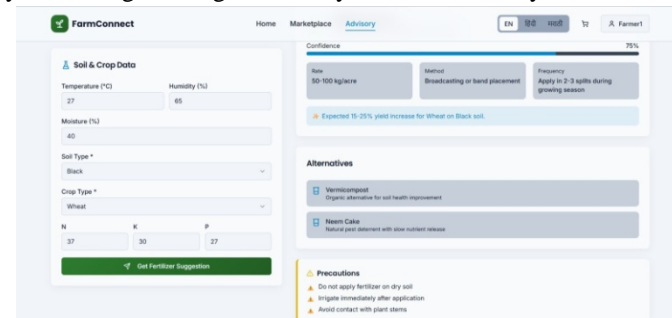 FarmConnect
Home Marketplace Advisory
EN हिंदी मराठी
Farmer1
Soil & Crop Data
Temperature (°C) Humidity (%)
27 65
Moisture (%)
40
Soil Type *
Black
Crop Type *
Wheat
N K P
37 30 27
Get Fertilizer Suggestion
Confidence 75%
Rate
50-100 kg/acre
Method
Broadcasting or band placement
Frequency
Apply in 2-3 splits during
growing season
Expected 15-25% yield increase for Wheat on Black soil.
Alternatives
Vermicompost
Organic alternative for soil health improvement
Neem Cake
Natural pest deterrent with slow nutrient release
Precautions
Do not apply fertilizer on dry soil
Irrigate immediately after application
Avoid contact with plant stems